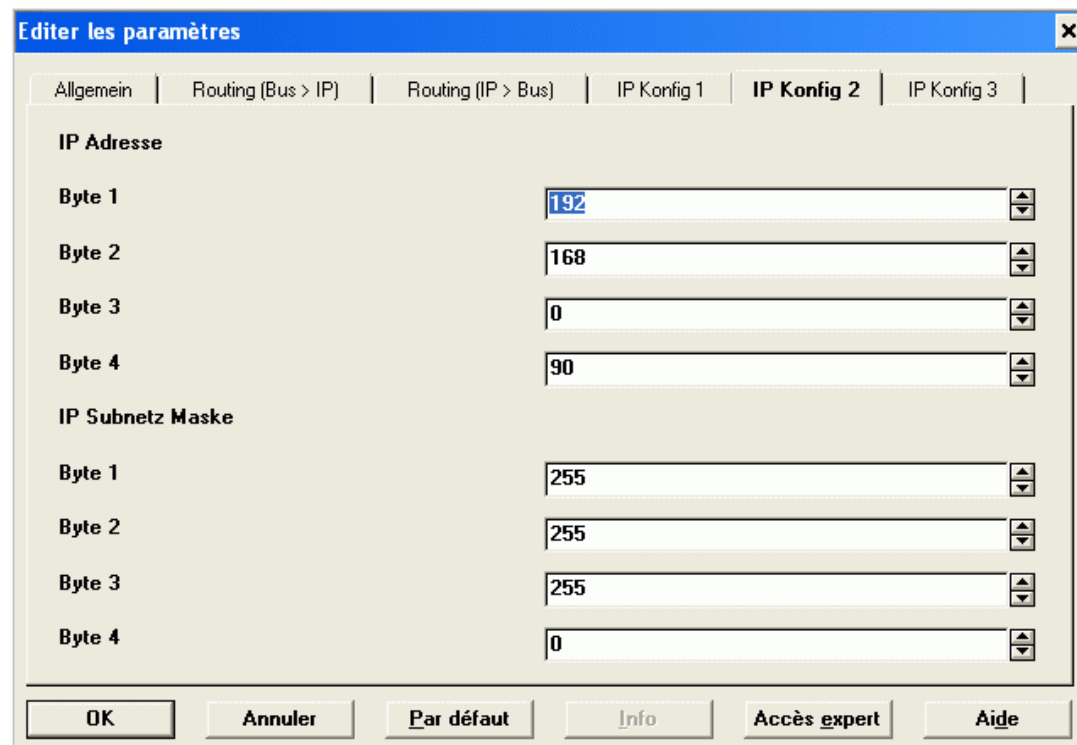 Editer les paramètres
Allgemein Routing (Bus > IP) Routing (IP > Bus) IP Konfig 1 IP Konfig 2 IP Konfig 3
IP Adresse
Byte 1 192
Byte 2 168
Byte 3 0
Byte 4 90
IP Subnetz Maske
Byte 1 255
Byte 2 255
Byte 3 255
Byte 4 0
OK Annuler Par défaut Info Accès expert Aide